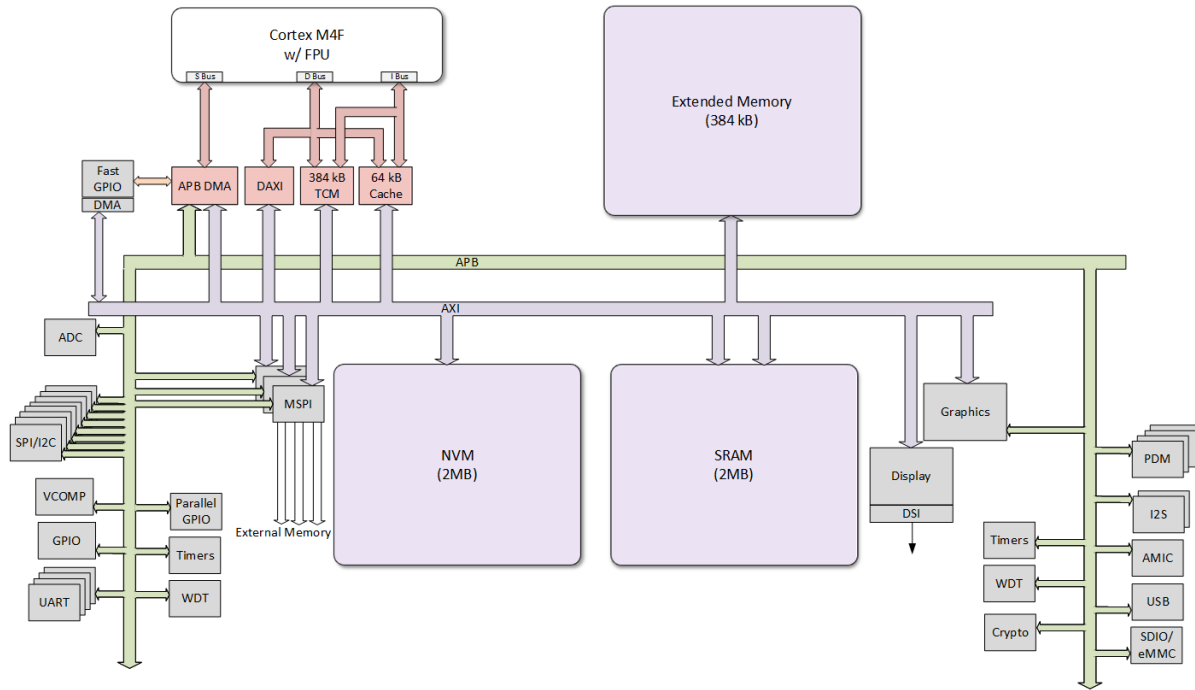 Cortex M4F
w/ FPU
S Bus
D Bus
I Bus
Extended Memory
(384 kB)
Fast
GPIO
DMA
APB DMA
DAXI
384 kB
TCM
64 kB
Cache
APB
AXI
ADC
MSPI
SPI/I2C
External Memory
NVM
(2MB)
SRAM
(2MB)
Graphics
Display
DSI
PDM
I2S
VCOMP
Parallel
GPIO
GPIO
Timers
UART
WDT
Timers
AMIC
WDT
USB
Crypto
SDIO/
eMMC